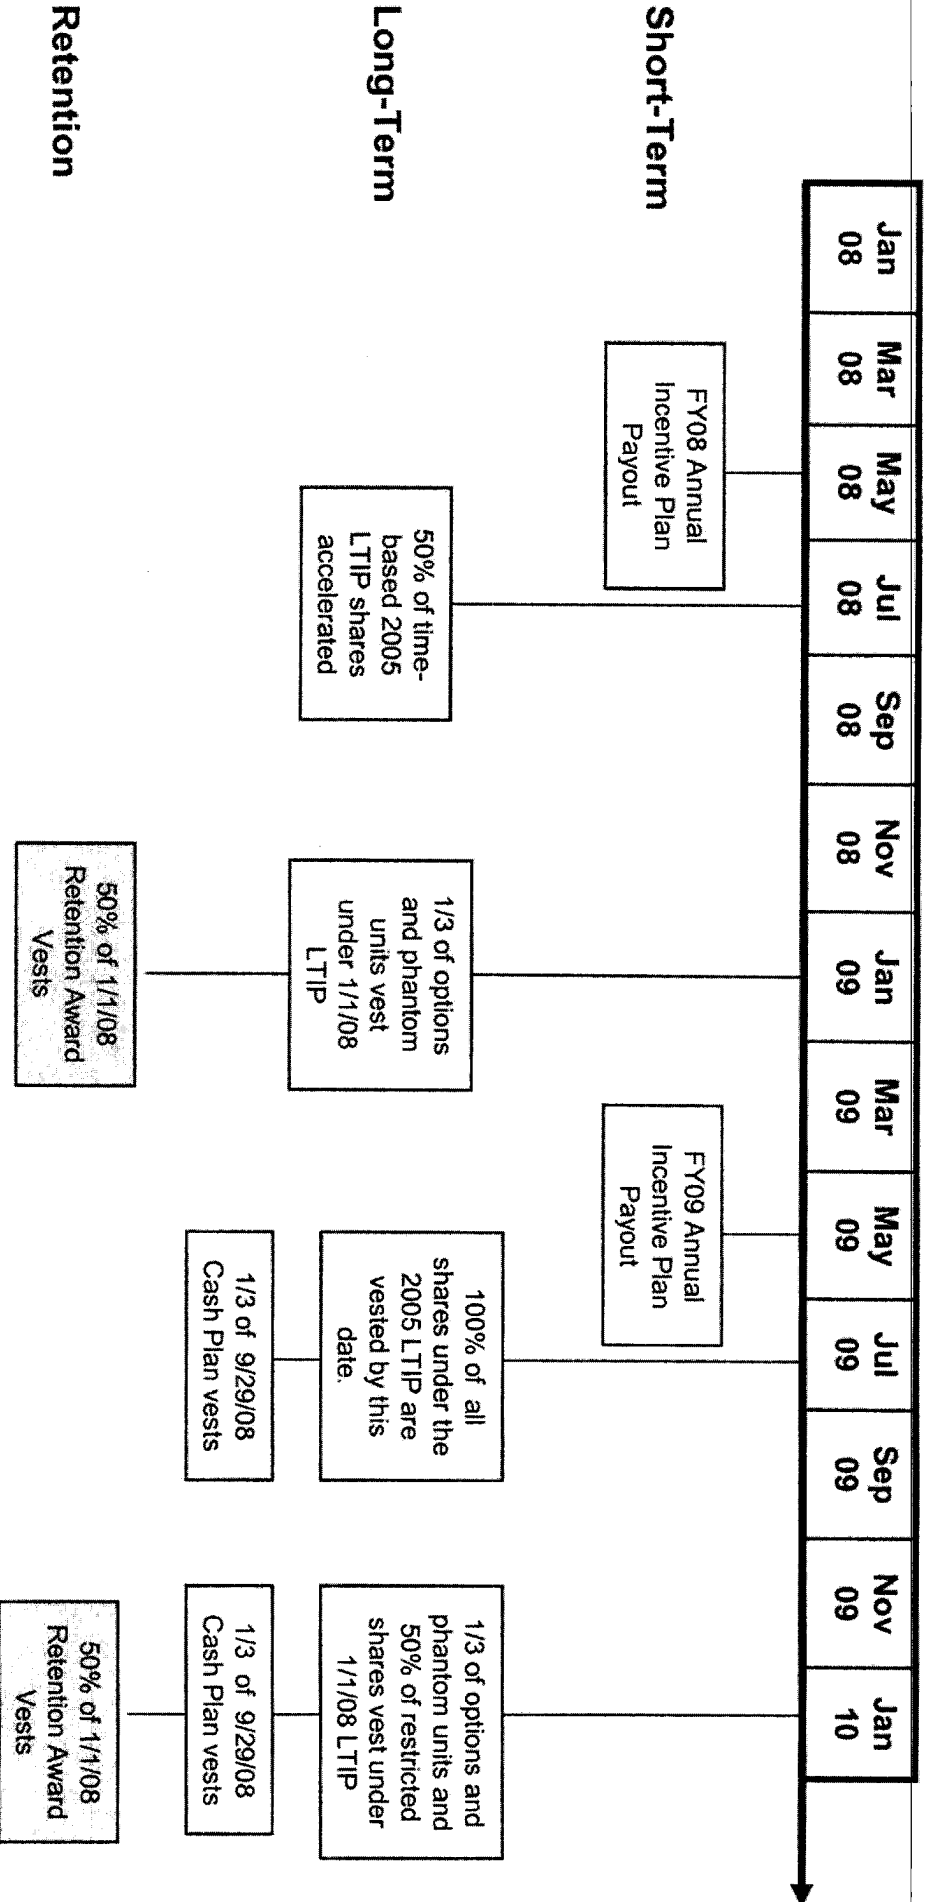 Jan
08
Mar
08
May
08
Jul
08
Sep
08
Nov
08
Jan
09
Mar
09
May
09
Jul
09
Sep
09
Nov
09
Jan
10
Short-Term
FY08 Annual
Incentive Plan
Payout
FY09 Annual
Incentive Plan
Payout
Long-Term
50% of time-
based 2005
LTIP shares
accelerated
1/3 of options
and phantom
units vest
under 1/1/08
LTIP
100% of all
shares under the
2005 LTIP are
vested by this
date.
1/3 of options and
phantom units and
50% of restricted
shares vest under
1/1/08 LTIP
1/3 of 9/29/08
Cash Plan vests
1/3 of 9/29/08
Cash Plan vests
Retention
50% of 1/1/08
Retention Award
Vests
50% of 1/1/08
Retention Award
Vests